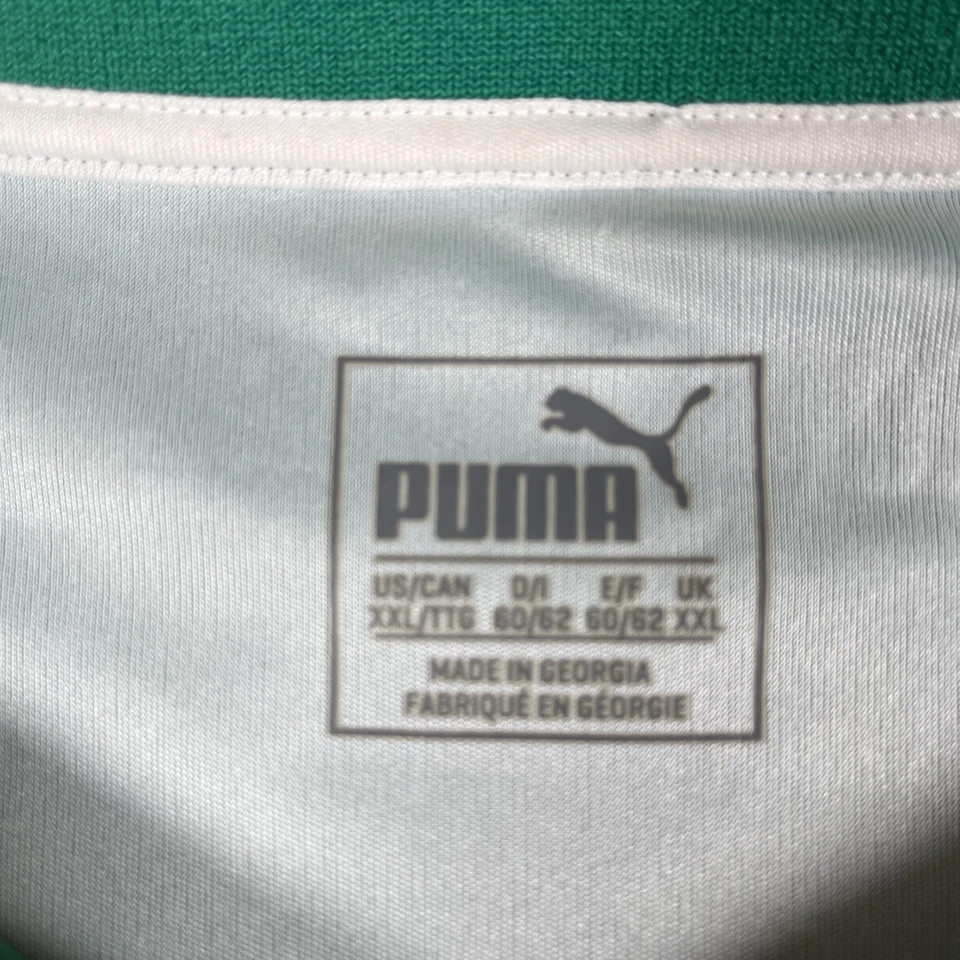 PUMA
US/CAN D/I E/F UK
XXL/TTG 60/62 60/62 XXL
MADE IN GEORGIA
FABRIQUÉ EN GÉORGIE